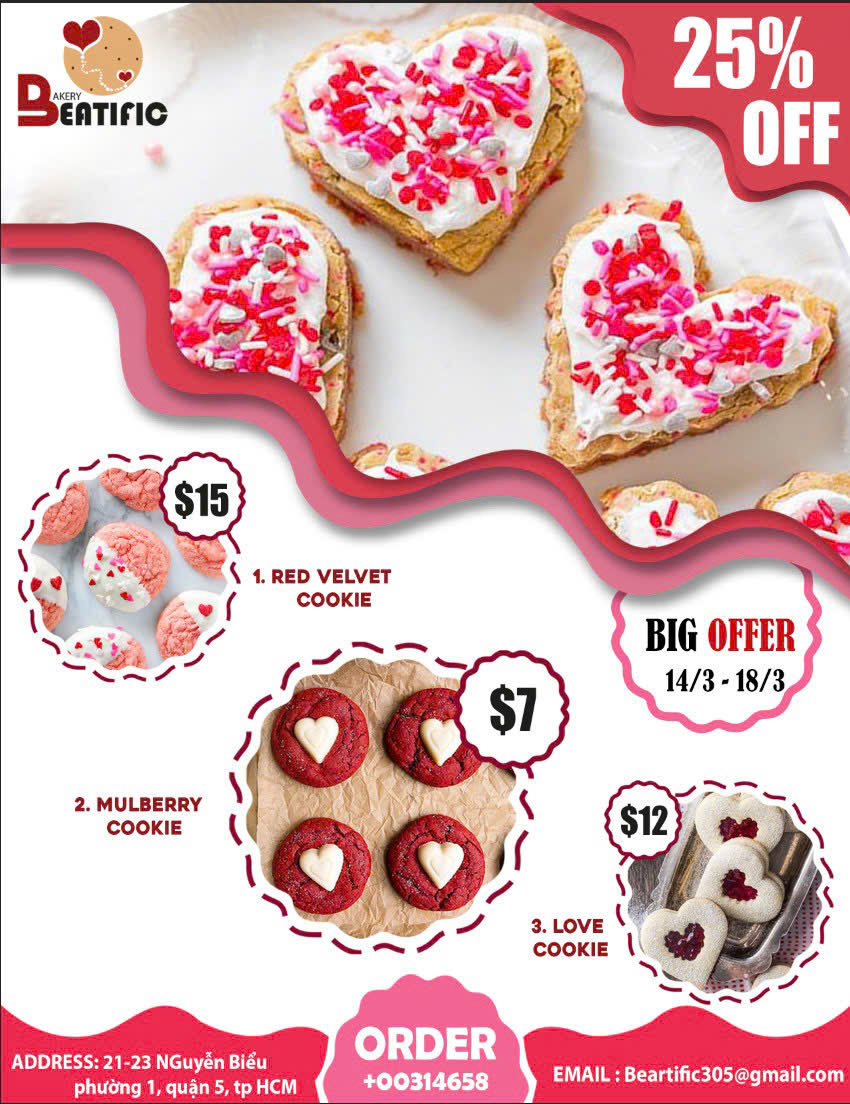 BAKERY
BEATIFIC
25%
OFF
$15
1. RED VELVET
COOKIE
BIG OFFER
14/3 - 18/3
$7
2. MULBERRY
COOKIE
$12
3. LOVE
COOKIE
ORDER
+00314658
ADDRESS: 21-23 NGuyễn Biểu
phường 1, quận 5, tp HCM
EMAIL : Beartific305@gmail.com